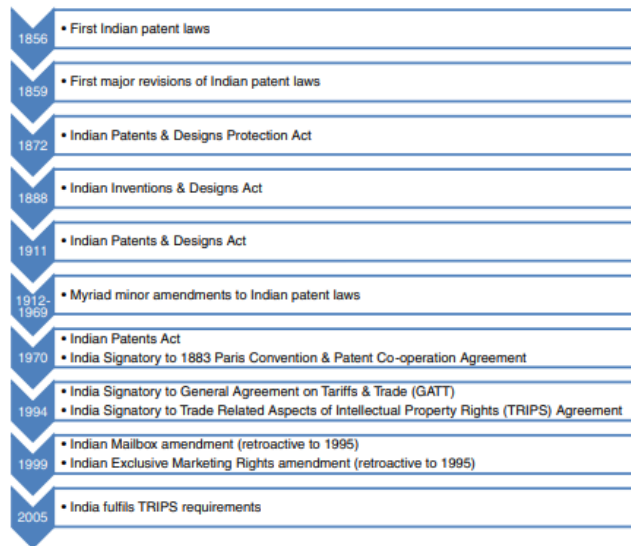 1856
• First Indian patent laws
1859
• First major revisions of Indian patent laws
1872
• Indian Patents & Designs Protection Act
1888
• Indian Inventions & Designs Act
1911
• Indian Patents & Designs Act
1912-
1969
• Myriad minor amendments to Indian patent laws
1970
• Indian Patents Act
• India Signatory to 1883 Paris Convention & Patent Co-operation Agreement
1994
• India Signatory to General Agreement on Tariffs & Trade (GATT)
• India Signatory to Trade Related Aspects of Intellectual Property Rights (TRIPS) Agreement
1999
• Indian Mailbox amendment (retroactive to 1995)
• Indian Exclusive Marketing Rights amendment (retroactive to 1995)
2005
• India fulfils TRIPS requirements